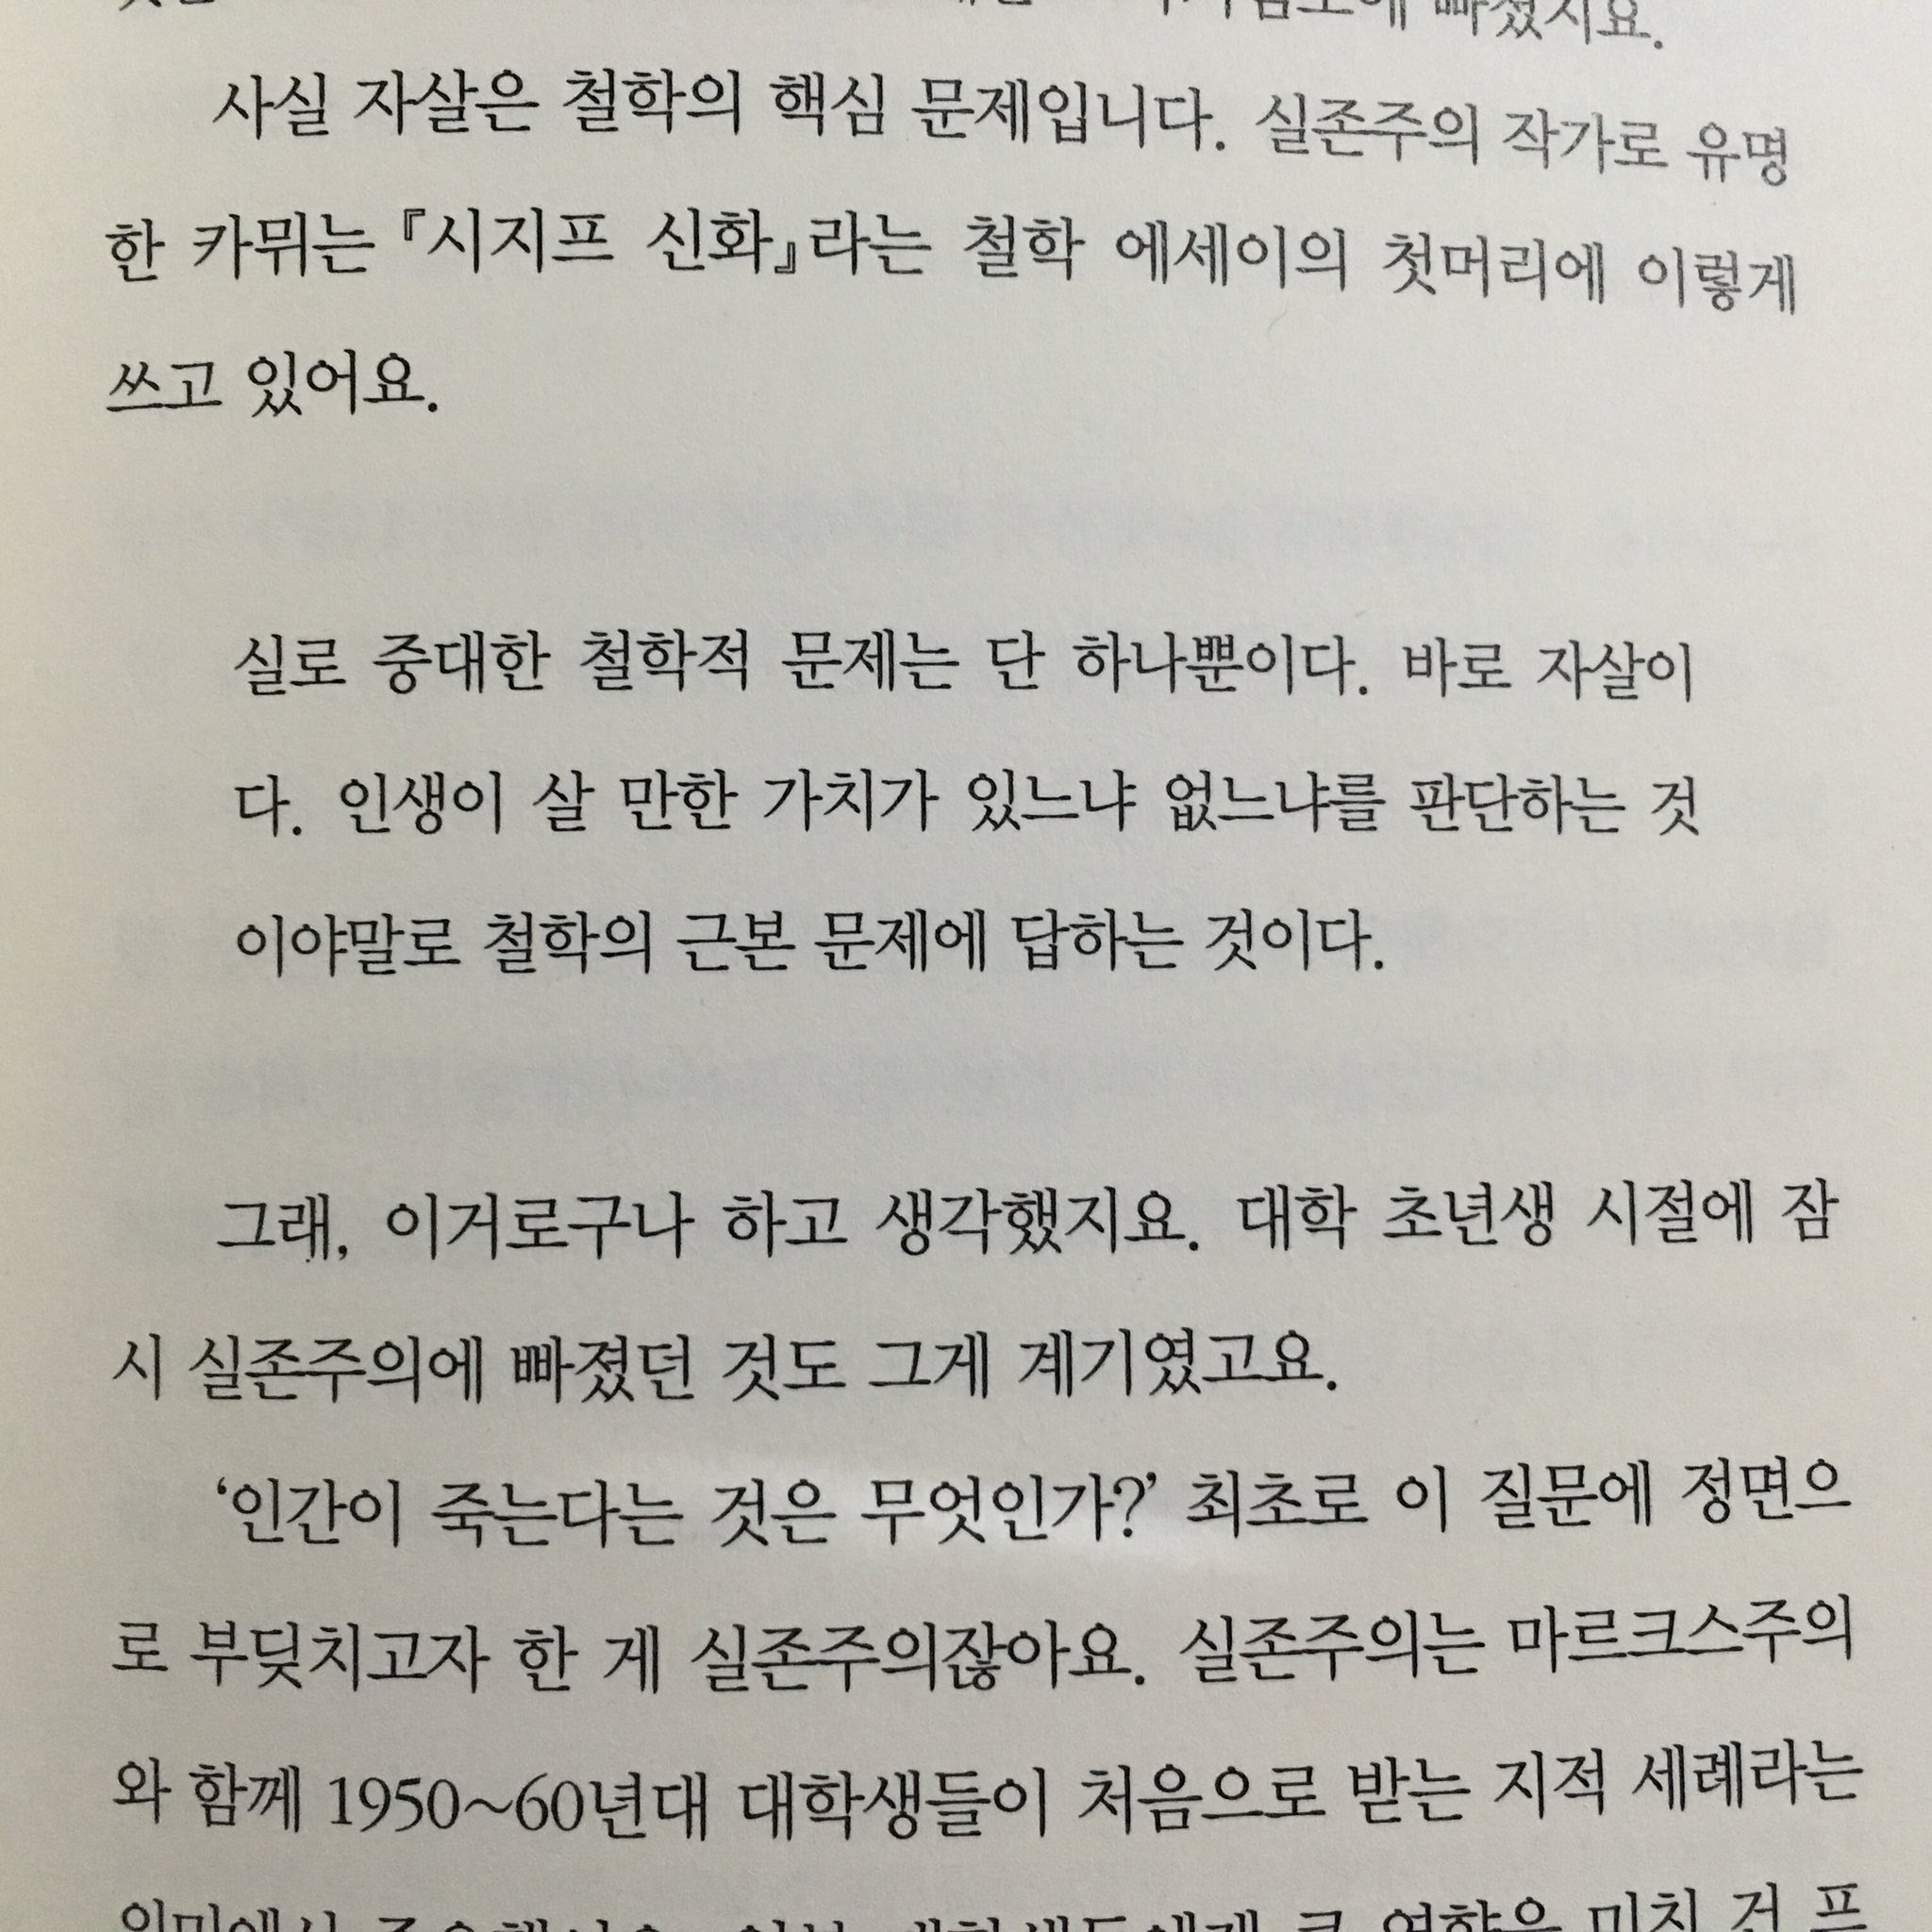 빠졌지요.
사실 자살은 철학의 핵심 문제입니다. 실존주의 작가로 유명
한 카뮈는 『시지프 신화』라는 철학 에세이의 첫머리에 이렇게
쓰고 있어요.
실로 중대한 철학적 문제는 단 하나뿐이다. 바로 자살이
다. 인생이 살 만한 가치가 있느냐 없느냐를 판단하는 것
이야말로 철학의 근본 문제에 답하는 것이다.
그래, 이거로구나 하고 생각했지요. 대학 초년생 시절에 잠
시 실존주의에 빠졌던 것도 그게 계기였고요.
‘인간이 죽는다는 것은 무엇인가?’ 최초로 이 질문에 정면으
로 부딪치고자 한 게 실존주의잖아요. 실존주의는 마르크스주의
와 함께 1950~60년대 대학생들이 처음으로 받는 지적 세례라는
큰 영향을 미친 건 프